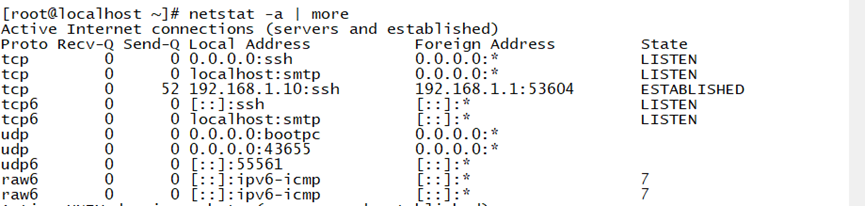 [root@localhost ~]# netstat -a | more
Active Internet connections (servers and established)
Proto Recv-Q Send-Q Local Address           Foreign Address         State
tcp        0      0 0.0.0.0:ssh             0.0.0.0:*               LISTEN
tcp        0      0 localhost:smtp          0.0.0.0:*               LISTEN
tcp        0     52 192.168.1.10:ssh        192.168.1.1:53604       ESTABLISHED
tcp6       0      0 [::]:ssh                [::]:*                  LISTEN
tcp6       0      0 localhost:smtp          [::]:*                  LISTEN
udp        0      0 0.0.0.0:bootpc          0.0.0.0:*
udp        0      0 0.0.0.0:43655           0.0.0.0:*
udp6       0      0 [::]:55561              [::]:*
raw6       0      0 [::]:ipv6-icmp          [::]:*                  7
raw6       0      0 [::]:ipv6-icmp          [::]:*                  7